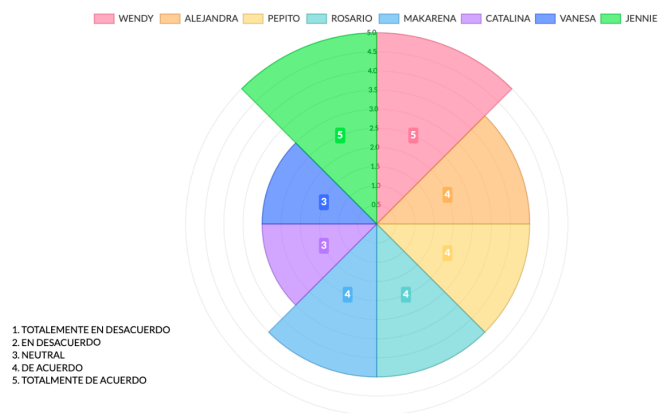 WENDY ALEJANDRA PEPITO ROSARIO MAKARENA CATALINA VANESA JENNIE
5.0
4.5
4.0
3.5
3.0
2.5
2.0
1.5
1.0
0.5
5 5
4
3
3
4
4 4
1. TOTALEMENTE EN DESACUERDO
2. EN DESACUERDO
3. NEUTRAL
4. DE ACUERDO
5. TOTALMENTE DE ACUERDO